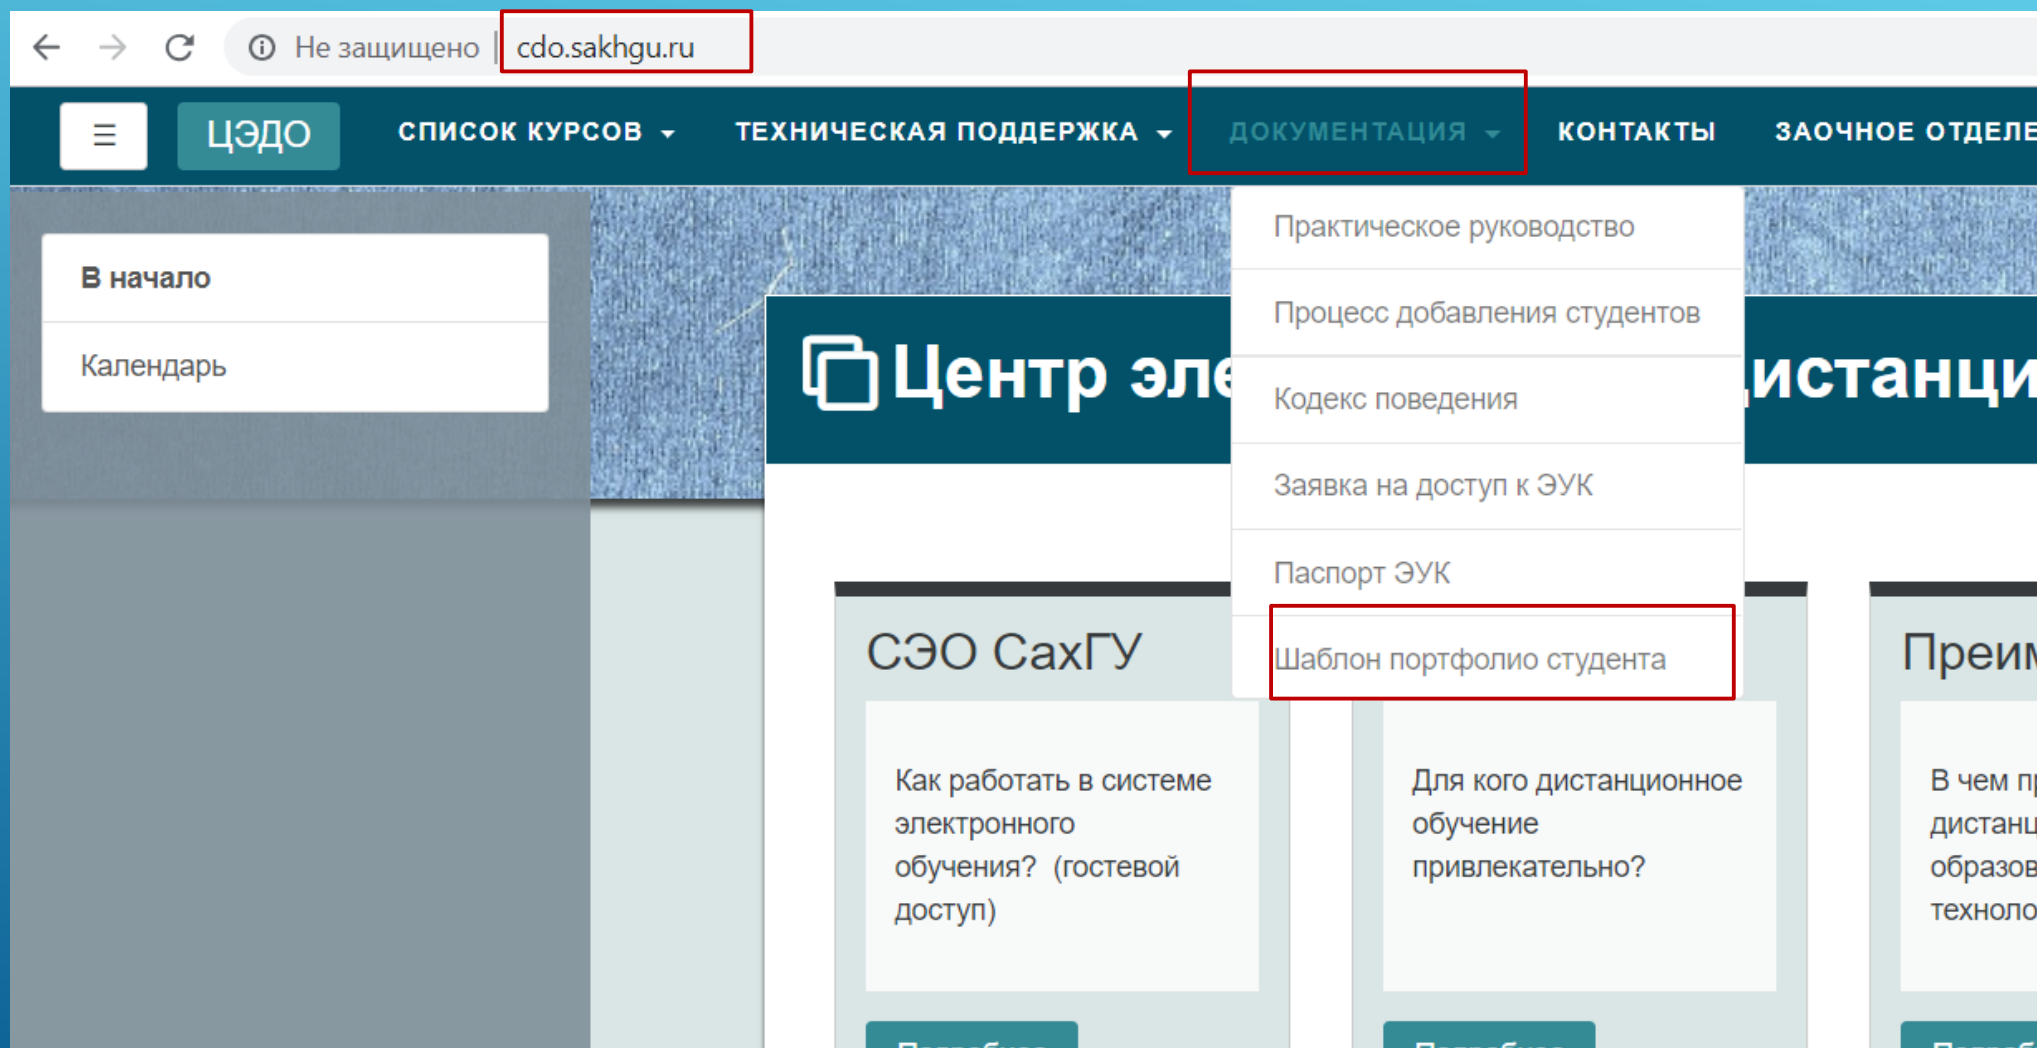 Не защищено | cdo.sakhgu.ru
ЦЭДО СПИСОК КУРСОВ ТЕХНИЧЕСКАЯ ПОДДЕРЖКА ДОКУМЕНТАЦИЯ КОНТАКТЫ ЗАОЧНОЕ ОТДЕЛЕ
В начало
Календарь
Практическое руководство
Процесс добавления студентов
Кодекс поведения
Заявка на доступ к ЭУК
Паспорт ЭУК
Шаблон портфолио студента
Центр эле истанци
СЭО СахГУ
Как работать в системе
электронного
обучения? (гостевой
доступ)
Для кого дистанционное
обучение
привлекательно?
Преим
В чем пр
дистанц
образов
техноло